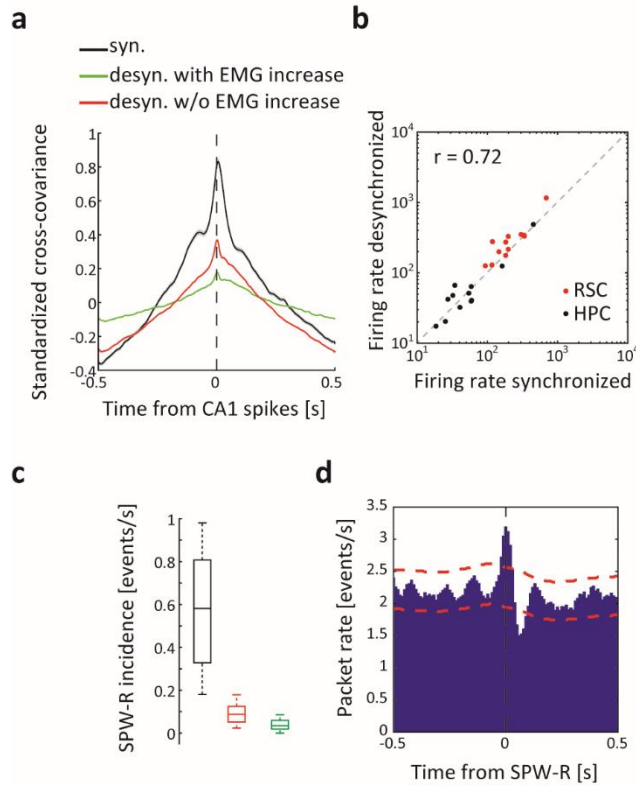 a
syn.
desyn. with EMG increase
desyn. w/o EMG increase
Standardized cross-covariance
1
0.8
0.6
0.4
0.2
0
-0.2
-0.4
-0.5
0
0.5
Time from CA1 spikes [s]
b
r = 0.72
Firing rate desynchronized
10⁴
10³
10²
10¹
10¹
10²
10³
10⁴
RSC
HPC
Firing rate synchronized
c
SPW-R incidence [events/s]
1
0.8
0.6
0.4
0.2
0
d
Packet rate [events/s]
3.5
3
2.5
2
1.5
1
0.5
0
-0.5
0
0.5
Time from SPW-R [s]